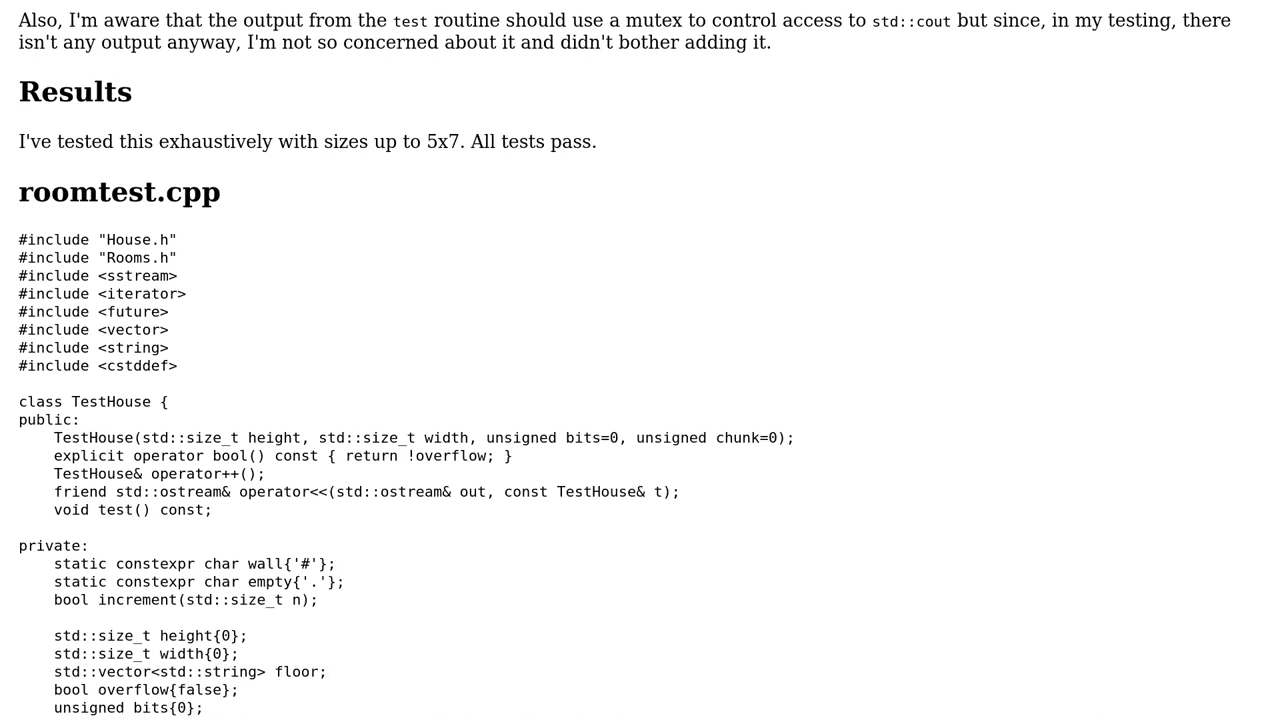 Also, I'm aware that the output from the test routine should use a mutex to control access to std::cout but since, in my testing, there
isn't any output anyway, I'm not so concerned about it and didn't bother adding it.
Results
I've tested this exhaustively with sizes up to 5x7. All tests pass.
roomtest.cpp
#include "House.h"
#include "Rooms.h"
#include <sstream>
#include <iterator>
#include <future>
#include <vector>
#include <string>
#include <cstddef>
class TestHouse {
public:
    TestHouse(std::size_t height, std::size_t width, unsigned bits=0, unsigned chunk=0);
    explicit operator bool() const { return !overflow; }
    TestHouse& operator++();
    friend std::ostream& operator<<(std::ostream& out, const TestHouse& t);
    void test() const;
private:
    static constexpr char wall{'#'};
    static constexpr char empty{'.'};
    bool increment(std::size_t n);
    std::size_t height{0};
    std::size_t width{0};
    std::vector<std::string> floor;
    bool overflow{false};
    unsigned bits{0};